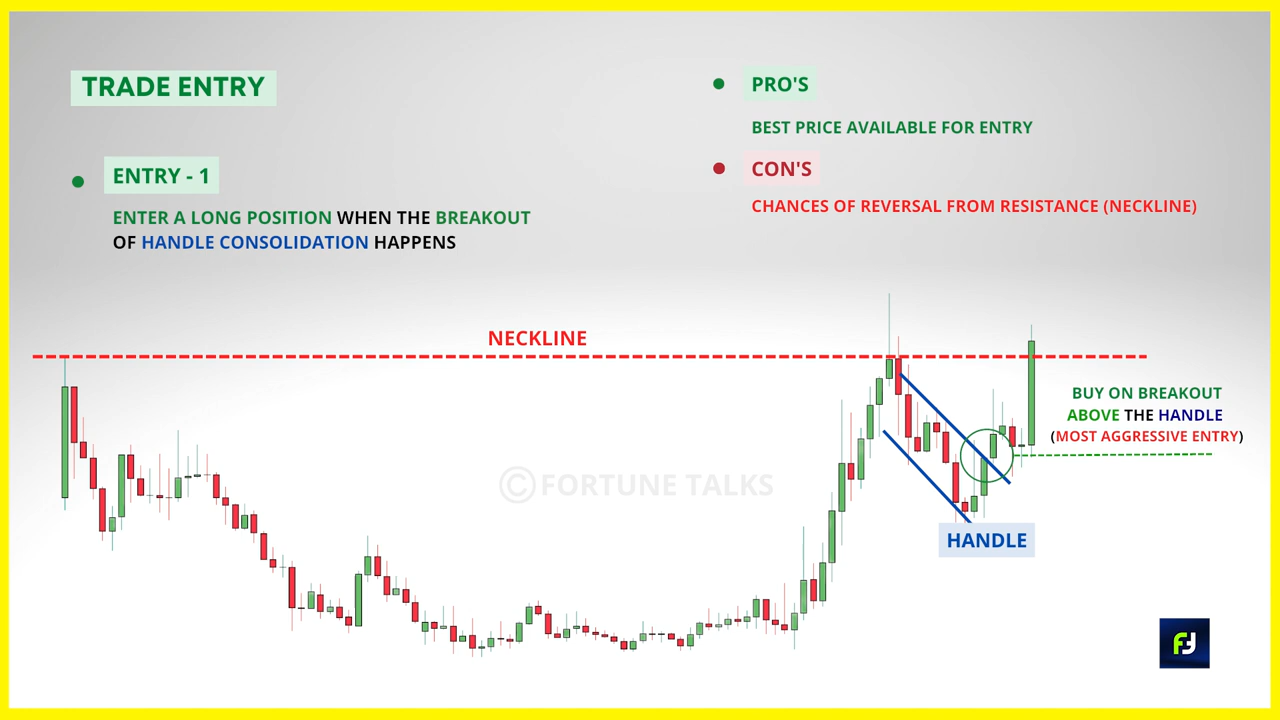 TRADE ENTRY
ENTRY - 1
ENTER A LONG POSITION WHEN THE BREAKOUT
OF HANDLE CONSOLIDATION HAPPENS
PRO'S
BEST PRICE AVAILABLE FOR ENTRY
CON'S
CHANCES OF REVERSAL FROM RESISTANCE (NECKLINE)
NECKLINE
BUY ON BREAKOUT
ABOVE THE HANDLE
(MOST AGGRESSIVE ENTRY)
© FORTUNE TALKS
HANDLE